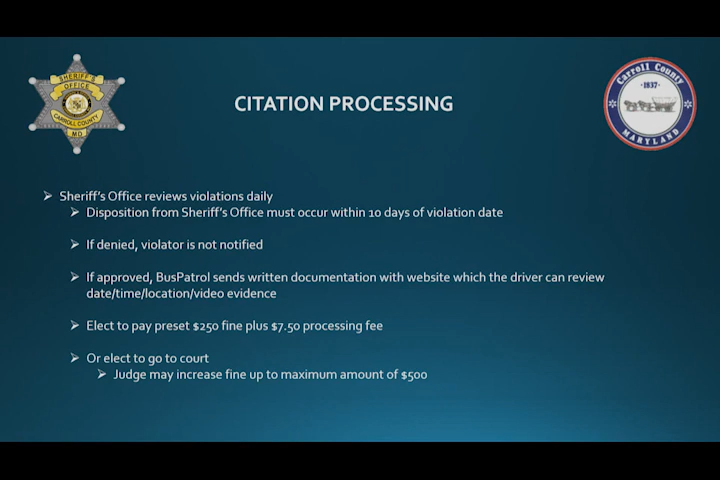 SHERIFF'S
OFFICE
CARROLL COUNTY
MD.
Carroll County
·1837·
MARYLAND
CITATION PROCESSING
➢ Sheriff's Office reviews violations daily
➢ Disposition from Sheriff's Office must occur within 10 days of violation date
➢ If denied, violator is not notified
➢ If approved, BusPatrol sends written documentation with website which the driver can review
date/time/location/video evidence
➢ Elect to pay preset $250 fine plus $7.50 processing fee
➢ Or elect to go to court
➢ Judge may increase fine up to maximum amount of $500